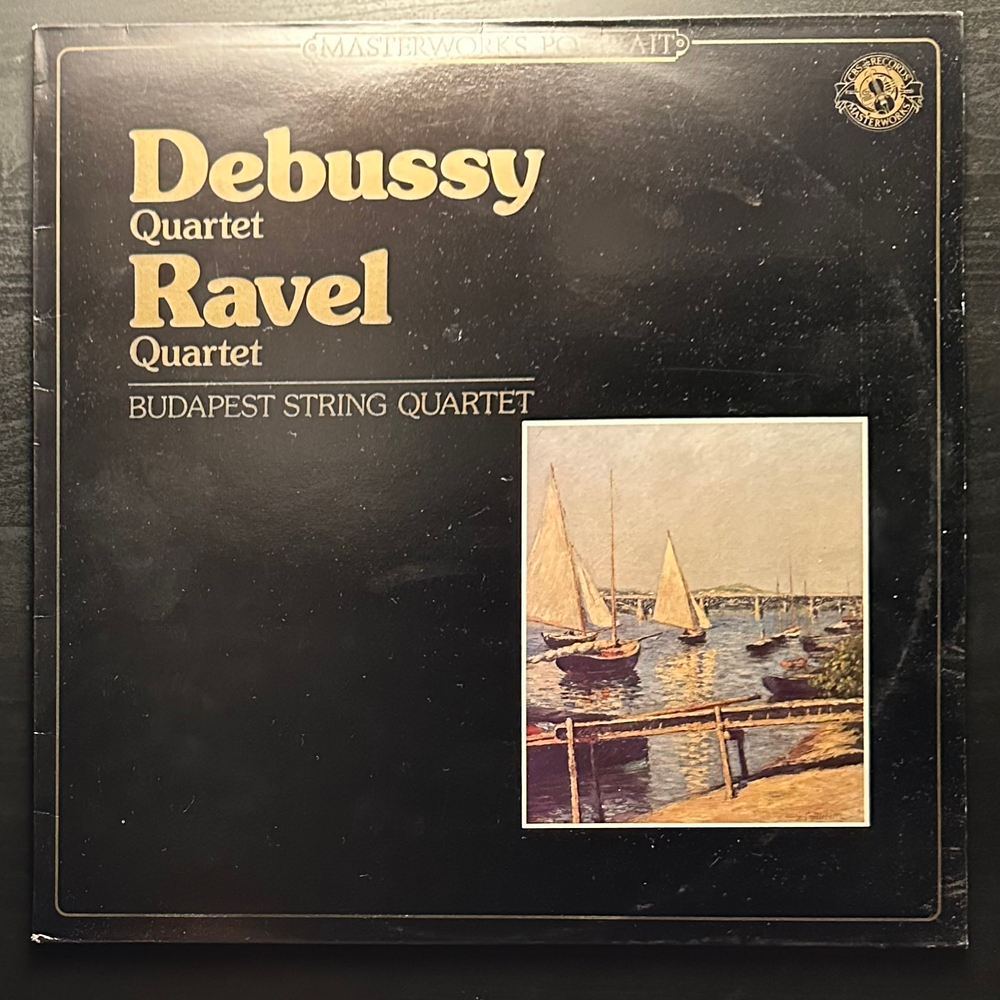 MASTERWORKS PORTRAIT
CBS RECORDS
MASTERWORKS
Debussy
Quartet
Ravel
Quartet
BUDAPEST STRING QUARTET